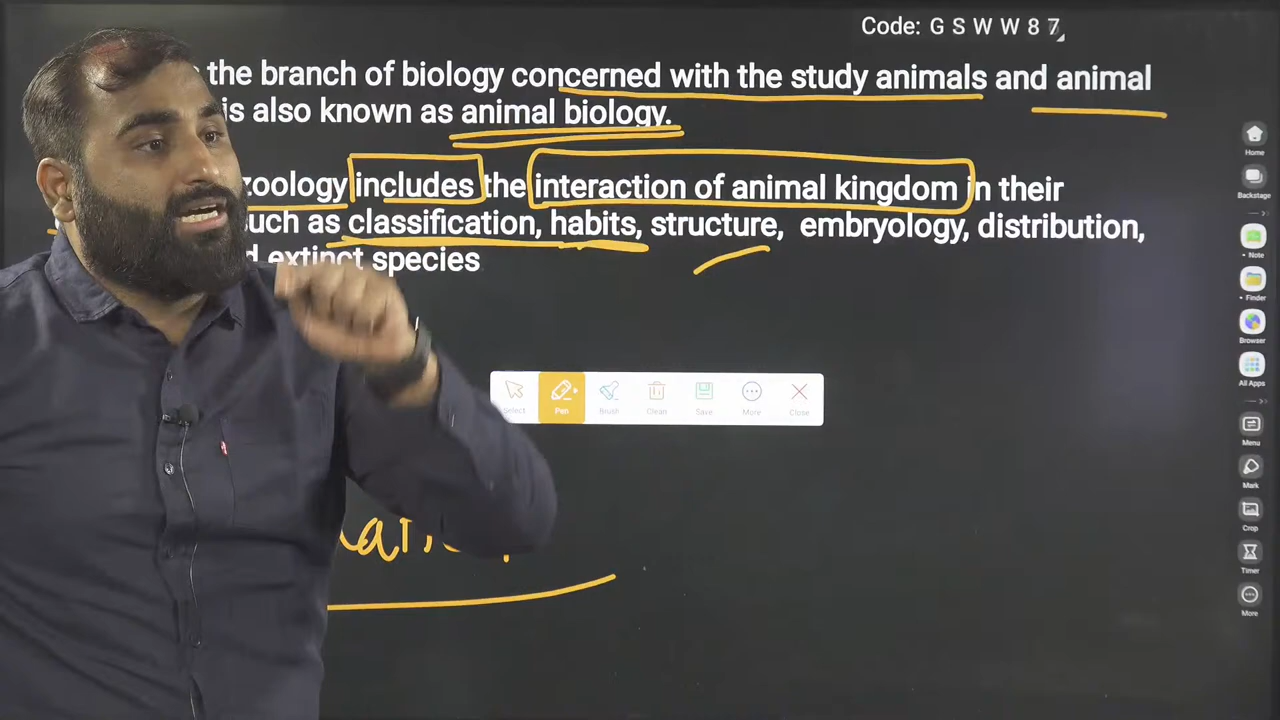 Code: G S W W 8 7
the branch of biology concerned with the study animals and animal
is also known as animal biology.
zoology includes the interaction of animal kingdom in their
such as classification, habits, structure, embryology, distribution,
extinct species
Home
Backstage
Note
Finder
Browser
All Apps
Select
Pen
Brush
Clean
Save
More
Close
Menu
Mark
Crop
Timer
More